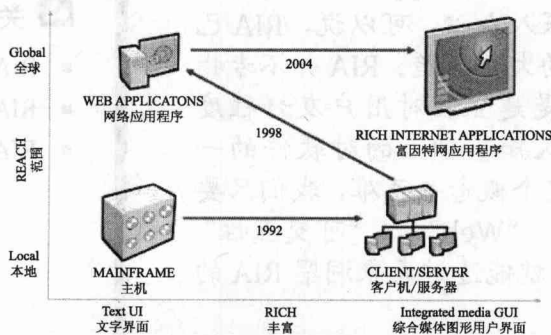 Global
全球
2004
WEB APPLICATONS
网络应用程序
RICH INTERNET APPLICATIONS
富因特网应用程序
REACH
范围
1998
1992
Local
本地
MAINFRAME
主机
CLIENT/SERVER
客户机/服务器
Text UI
文字界面
RICH
丰富
Integrated media GUI
综合媒体图形用户界面